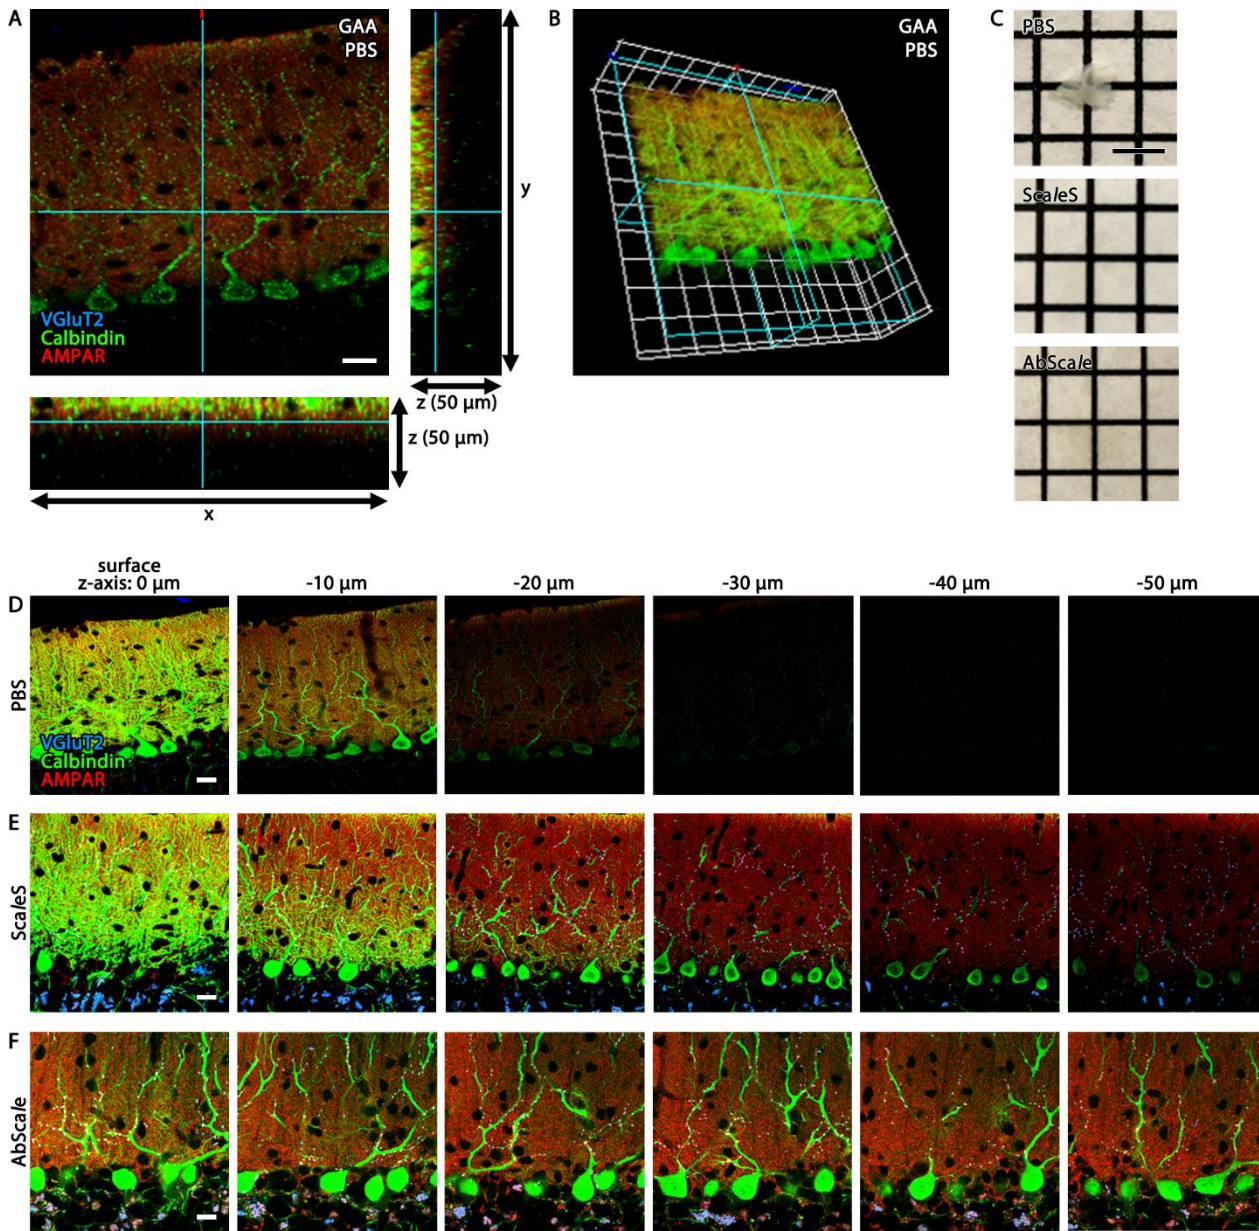 A
GAA
PBS
VGluT2
Calbindin
AMPAR
y
z (50 µm)
z (50 µm)
x
B
GAA
PBS
C
PBS
ScaleS
AbScale
surface
z-axis: 0 µm
-10 µm
-20 µm
-30 µm
-40 µm
-50 µm
D
PBS
VGluT2
Calbindin
AMPAR
E
ScaleS
F
AbScale